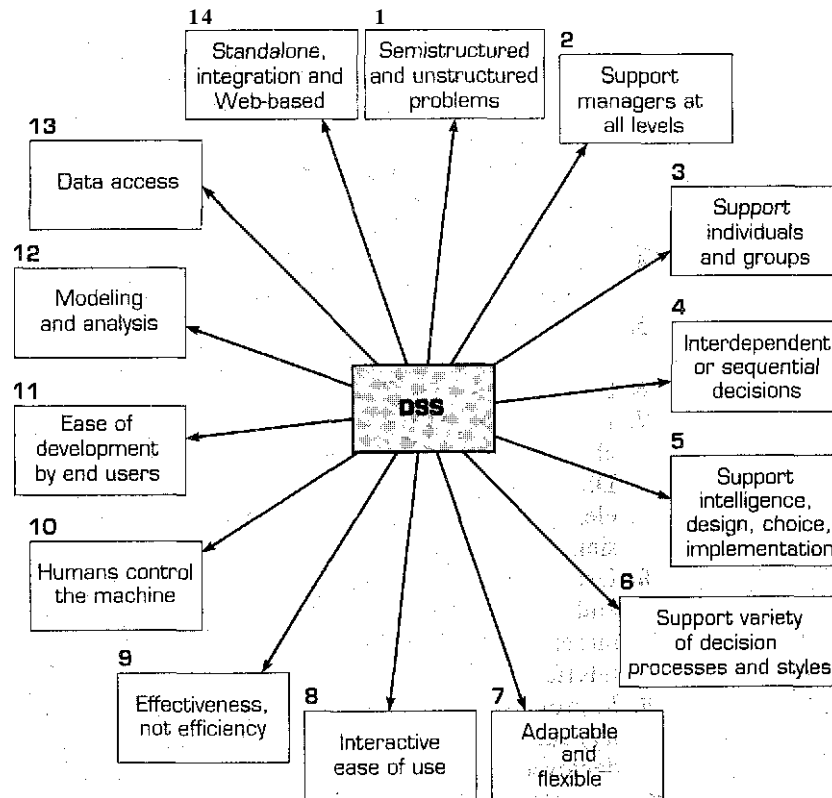 14
Standalone,
integration and
Web-based
1
Semistructured
and unstructured
problems
2
Support
managers at
all levels
3
Support
individuals
and groups
4
Interdependent
or sequential
decisions
5
Support
intelligence,
design, choice,
implementation
6
Support variety
of decision
processes and styles
7
Adaptable
and
flexible
8
Interactive
ease of use
9
Effectiveness,
not efficiency
10
Humans control
the machine
11
Ease of
development
by end users
12
Modeling
and analysis
13
Data access
DSS